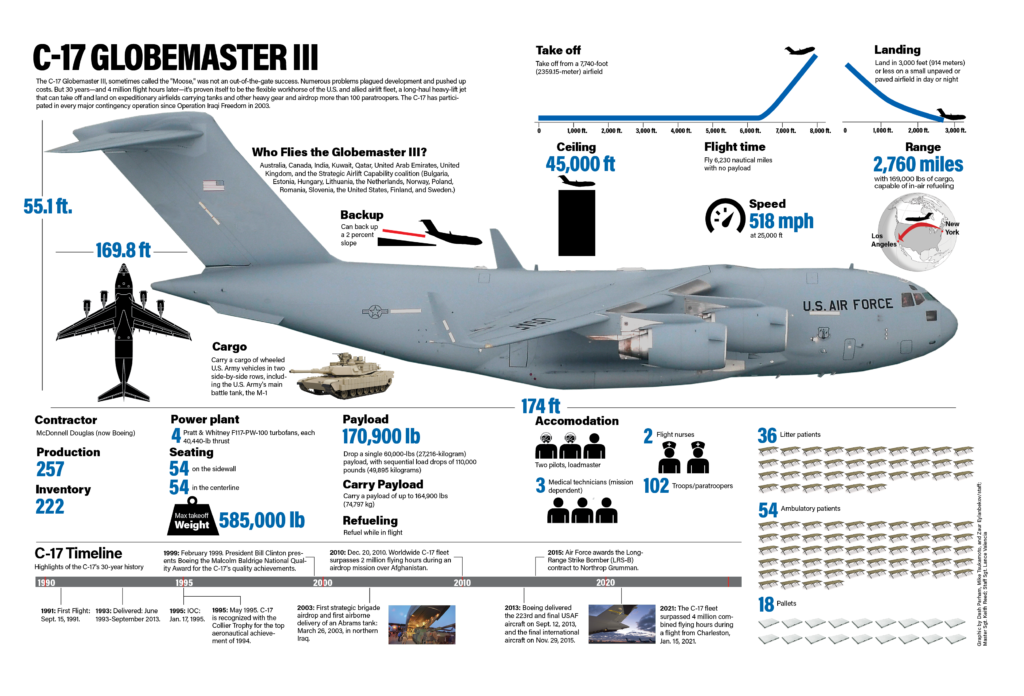 C-17 GLOBEMASTER III
The C-17 Globemaster III, sometimes called the "Moose," was not an out-of-the-gate success. Numerous problems plagued development and pushed up
costs. But 30 years—and 4 million flight hours later—it's proven itself to be the flexible workhorse of the U.S. and allied airlift fleet, a long-haul heavy-lift jet
that can take off and land on expeditionary airfields carrying tanks and other heavy gear and airdrop more than 100 paratroopers. The C-17 has partici-
pated in every major contingency operation since Operation Iraqi Freedom in 2003.
Take off
Take off from a 7,740-foot
(2359.15-meter) airfield
0 1,000 ft. 2,000 ft. 3,000 ft. 4,000 ft. 5,000 ft. 6,000 ft. 7,000 ft. 8,000 ft.
Landing
Land in 3,000 feet (914 meters)
or less on a small unpaved or
paved airfield in day or night
0 1,000 ft. 2,000 ft. 3,000 ft.
Who Flies the Globemaster III?
Australia, Canada, India, Kuwait, Qatar, United Arab Emirates, United
Kingdom, and the Strategic Airlift Capability coalition (Bulgaria,
Estonia, Hungary, Lithuania, the Netherlands, Norway, Poland,
Romania, Slovenia, the United States, Finland, and Sweden.)
Ceiling
45,000 ft
Flight time
Fly 6,230 nautical miles
with no payload
Range
2,760 miles
with 169,000 lbs of cargo,
capable of in-air refueling
Los
Angeles
New
York
Speed
518 mph
at 25,000 ft
55.1 ft.
Backup
Can back up
a 2 percent
slope
169.8 ft
U.S. AIR FORCE
USAF
Cargo
Carry a cargo of wheeled
U.S. Army vehicles in two
side-by-side rows, includ-
ing the U.S. Army's main
battle tank, the M-1
174 ft
Contractor
McDonnell Douglas (now Boeing)
Production
257
Inventory
222
Power plant
4 Pratt & Whitney F117-PW-100 turbofans, each
40,440-lb thrust
Seating
54 on the sidewall
54 in the centerline
Max takeoff
Weight
585,000 lb
Payload
170,900 lb
Drop a single 60,000-lbs (27,216-kilogram)
payload, with sequential load drops of 110,000
pounds (49,895 kilograms)
Carry Payload
Carry a payload of up to 164,900 lbs
(74,797 kg)
Refueling
Refuel while in flight
Accomodation
Two pilots, loadmaster
2 Flight nurses
3 Medical technicians (mission
dependent)
102 Troops/paratroopers
36 Litter patients
54 Ambulatory patients
18 Pallets
C-17 Timeline
Highlights of the C-17's 30-year history
1999: February 1999. President Bill Clinton pres-
ents Boeing the Malcolm Baldrige National Qual-
ity Award for the C-17's quality achievements.
2010: Dec. 20, 2010. Worldwide C-17 fleet
surpasses 2 million flying hours during an
airdrop mission over Afghanistan.
2015: Air Force awards the Long-
Range Strike Bomber (LRS-B)
contract to Northrop Grumman.
1990 1995 2000 2010 2020
1991: First Flight:
Sept. 15, 1991.
1993: Delivered: June
1993-September 2013.
1995: IOC:
Jan. 17, 1995.
1995: May 1995. C-17
is recognized with the
Collier Trophy for the top
aeronautical achieve-
ment of 1994.
2003: First strategic brigade
airdrop and first airborne
delivery of an Abrams tank:
March 26, 2003, in northern
Iraq.
2013: Boeing delivered
the 223rd and final USAF
aircraft on Sept. 12, 2013,
and the final international
aircraft on Nov. 29, 2015.
2021: The C-17 fleet
surpassed 4 million com-
bined flying hours during
a flight from Charleston,
Jan. 15, 2021.
Graphic by Dash Parham, Mike Tsukamoto, and Zaur Eylanbekov/staff;
Master Sgt. Keith Reed; Staff Sgt. Lance Valencia